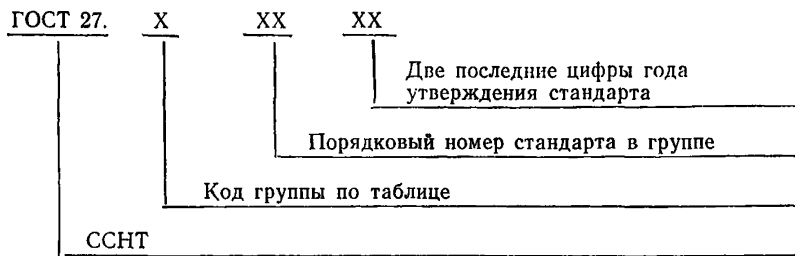 ГОСТ 27. X XX XX
Две последние цифры года
утверждения стандарта
Порядковый номер стандарта в группе
Код группы по таблице
ССНТ